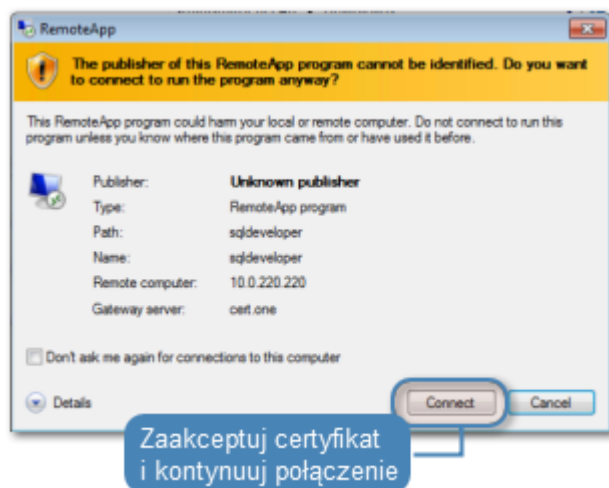 RemoteApp
The publisher of this RemoteApp program cannot be identified. Do you want
to connect to run the program anyway?
This RemoteApp program could harm your local or remote computer. Do not connect to run this
program unless you know where this program came from or have used it before.
Publisher: Unknown publisher
Type: RemoteApp program
Path: sqldeveloper
Name: sqldeveloper
Remote computer: 10.0.220.220
Gateway server: cert.one
Don't ask me again for connections to this computer
Details Connect Cancel
Zaakceptuj certyfikat
i kontynuuj połączenie